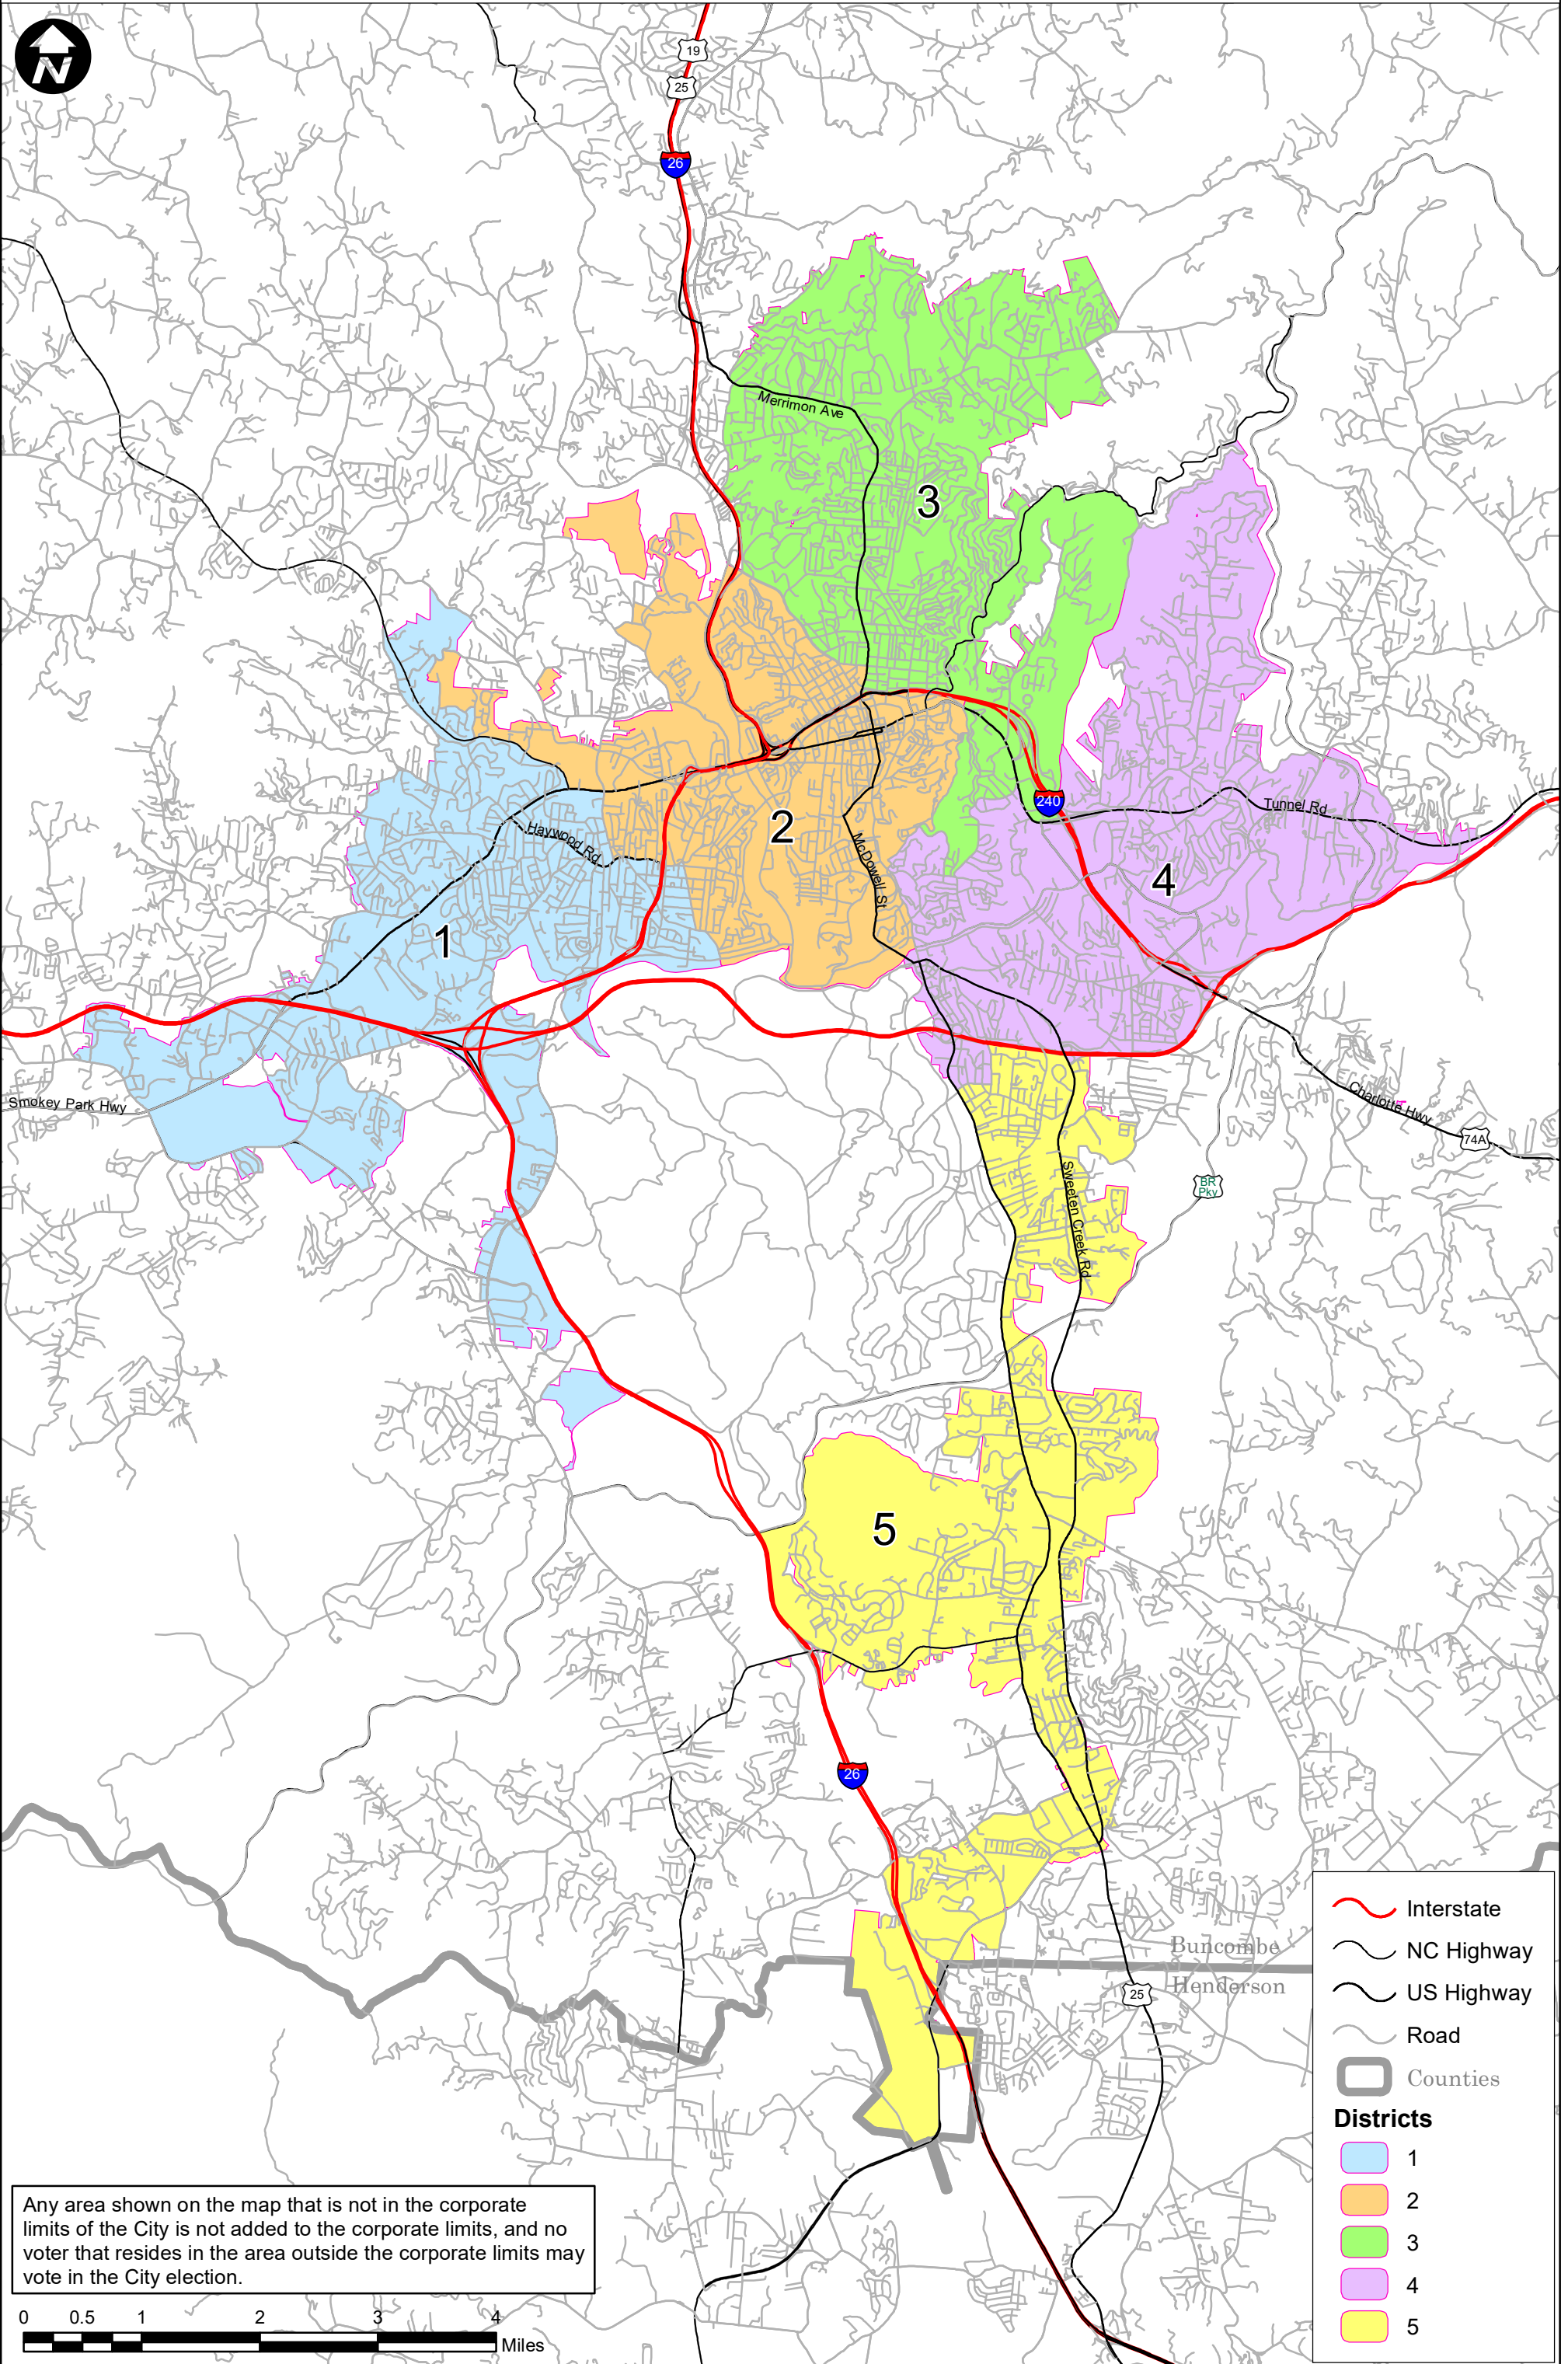 N
19
25
26
Merrimon Ave
3
240
Tunnel Rd
2
Haywood Rd
McDowell St
4
1
Smokey Park Hwy
Charlotte Hwy
74A
BR
Pky
Sweeten Creek Rd
5
26
Buncombe
Henderson
25
Interstate
NC Highway
US Highway
Road
Counties
Districts
1
2
3
4
5
Any area shown on the map that is not in the corporate
limits of the City is not added to the corporate limits, and no
voter that resides in the area outside the corporate limits may
vote in the City election.
0 0.5 1 2 3 4
Miles